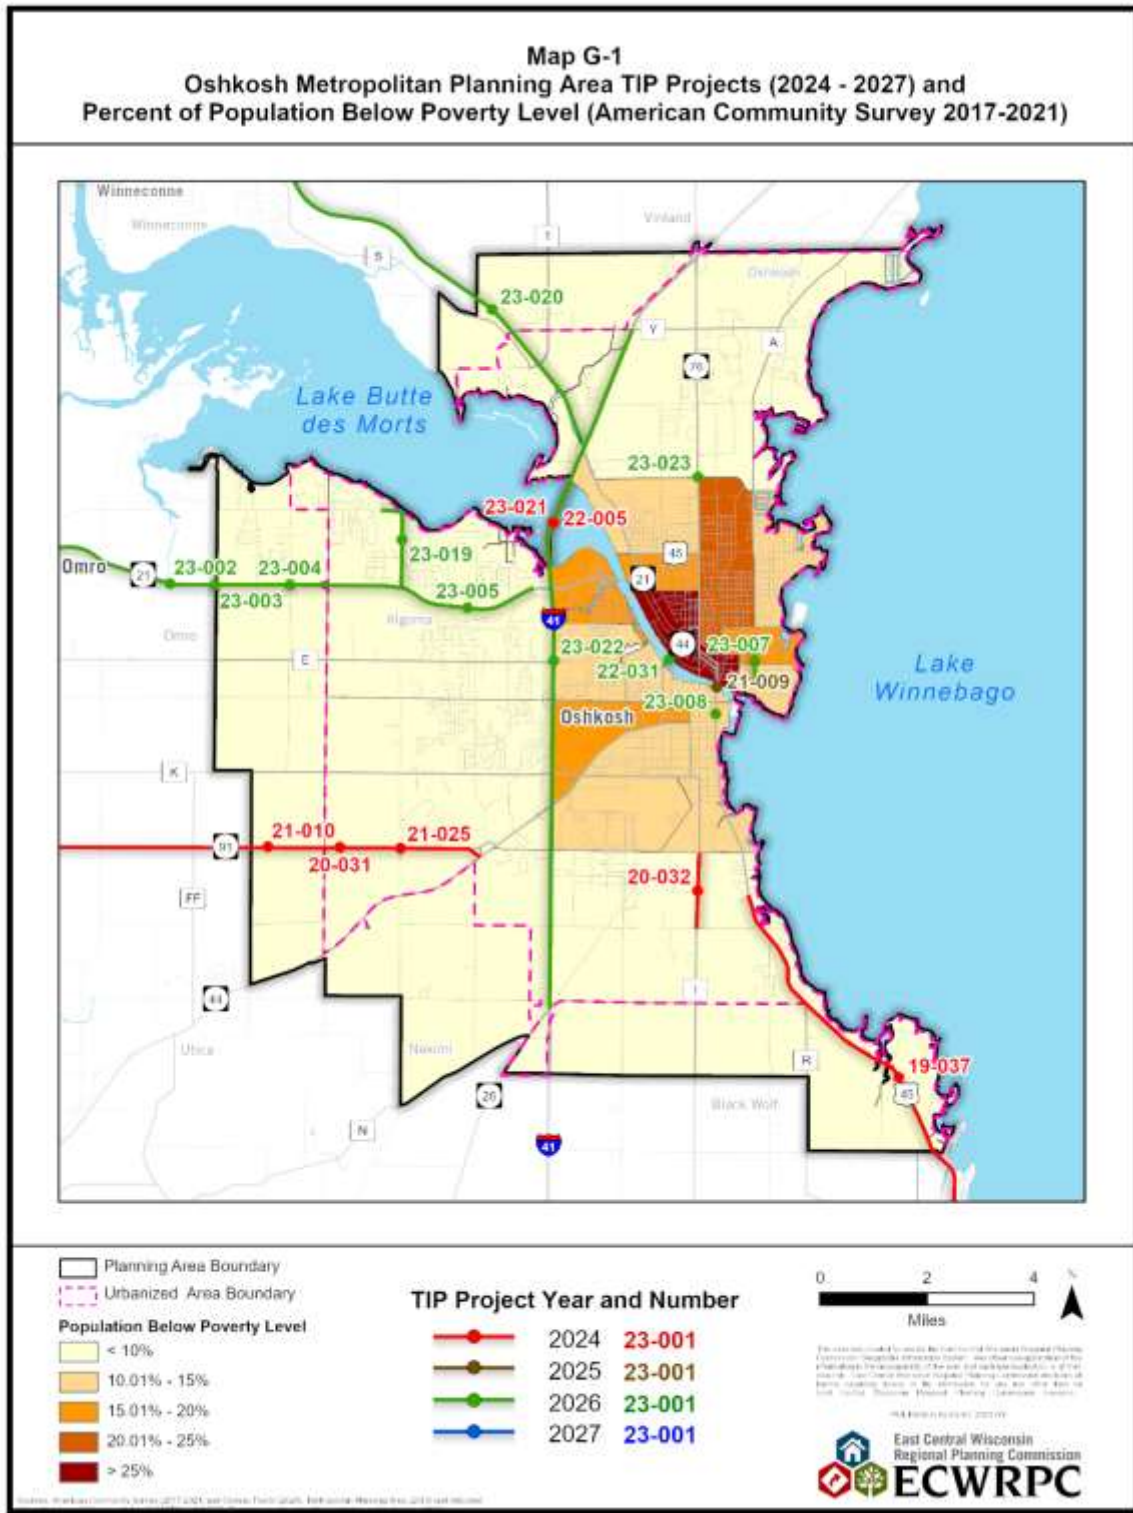 Map G-1
Oshkosh Metropolitan Planning Area TIP Projects (2024 - 2027) and
Percent of Population Below Poverty Level (American Community Survey 2017-2021)
Winneconne
Winneconne
Vinland
T
S
Oshkosh
23-020
Y
A
76
Lake Butte
des Morts
23-023
23-021 22-005
45
Omro
21
23-002 23-004
23-019
21
23-003
23-005
Algoma
41
44
Omro
E
23-022
23-007
22-031
21-009
Lake
Winnebago
23-008
Oshkosh
K
91
21-010
21-025
20-031
20-032
FF
44
I
Utica
Nekimi
R
19-037
45
26
Black Wolf
N
41
Planning Area Boundary
Urbanized Area Boundary
Population Below Poverty Level
< 10%
10.01% - 15%
15.01% - 20%
20.01% - 25%
> 25%
TIP Project Year and Number
2024 23-001
2025 23-001
2026 23-001
2027 23-001
0 2 4
Miles
East Central Wisconsin
Regional Planning Commission
ECWRPC